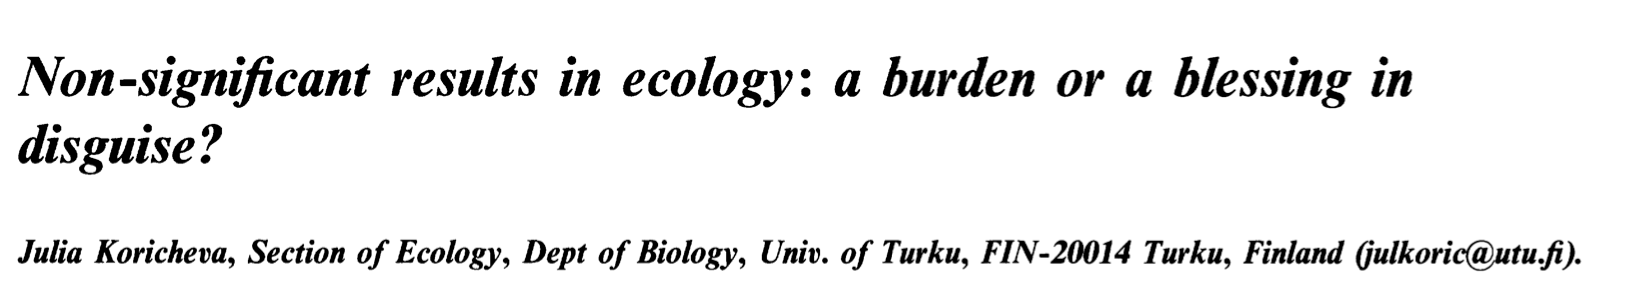 Non-significant results in ecology: a burden or a blessing in
disguise?
Julia Koricheva, Section of Ecology, Dept of Biology, Univ. of Turku, FIN-20014 Turku, Finland (julkoric@utu.fi).